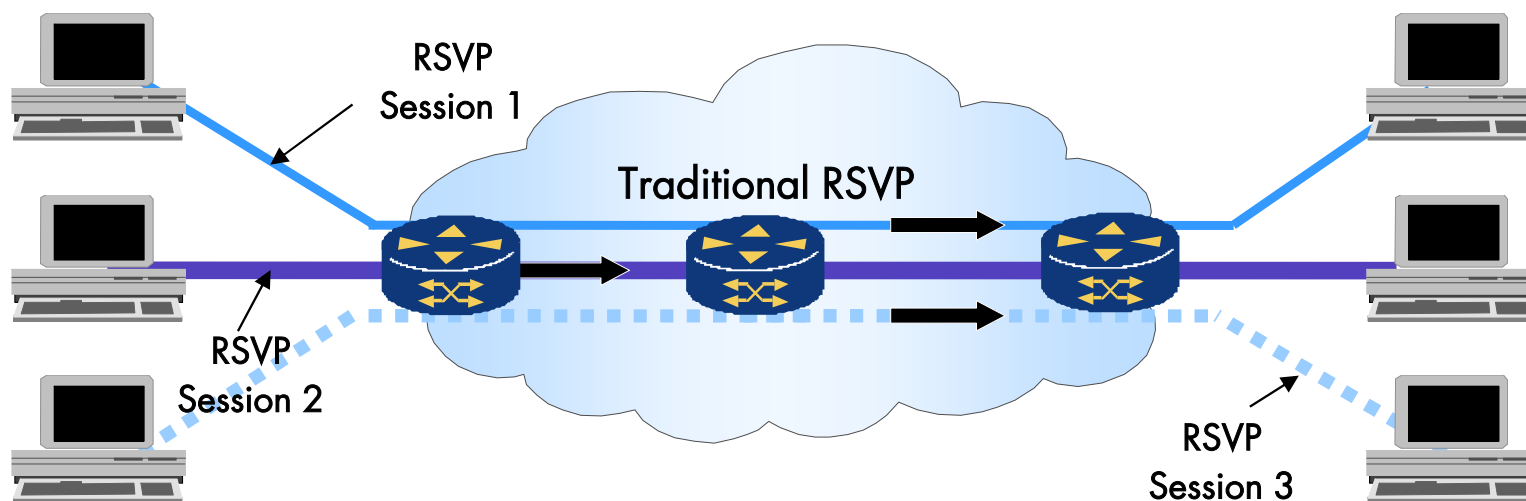 RSVP
Session 1
Traditional RSVP
RSVP
Session 2
RSVP
Session 3